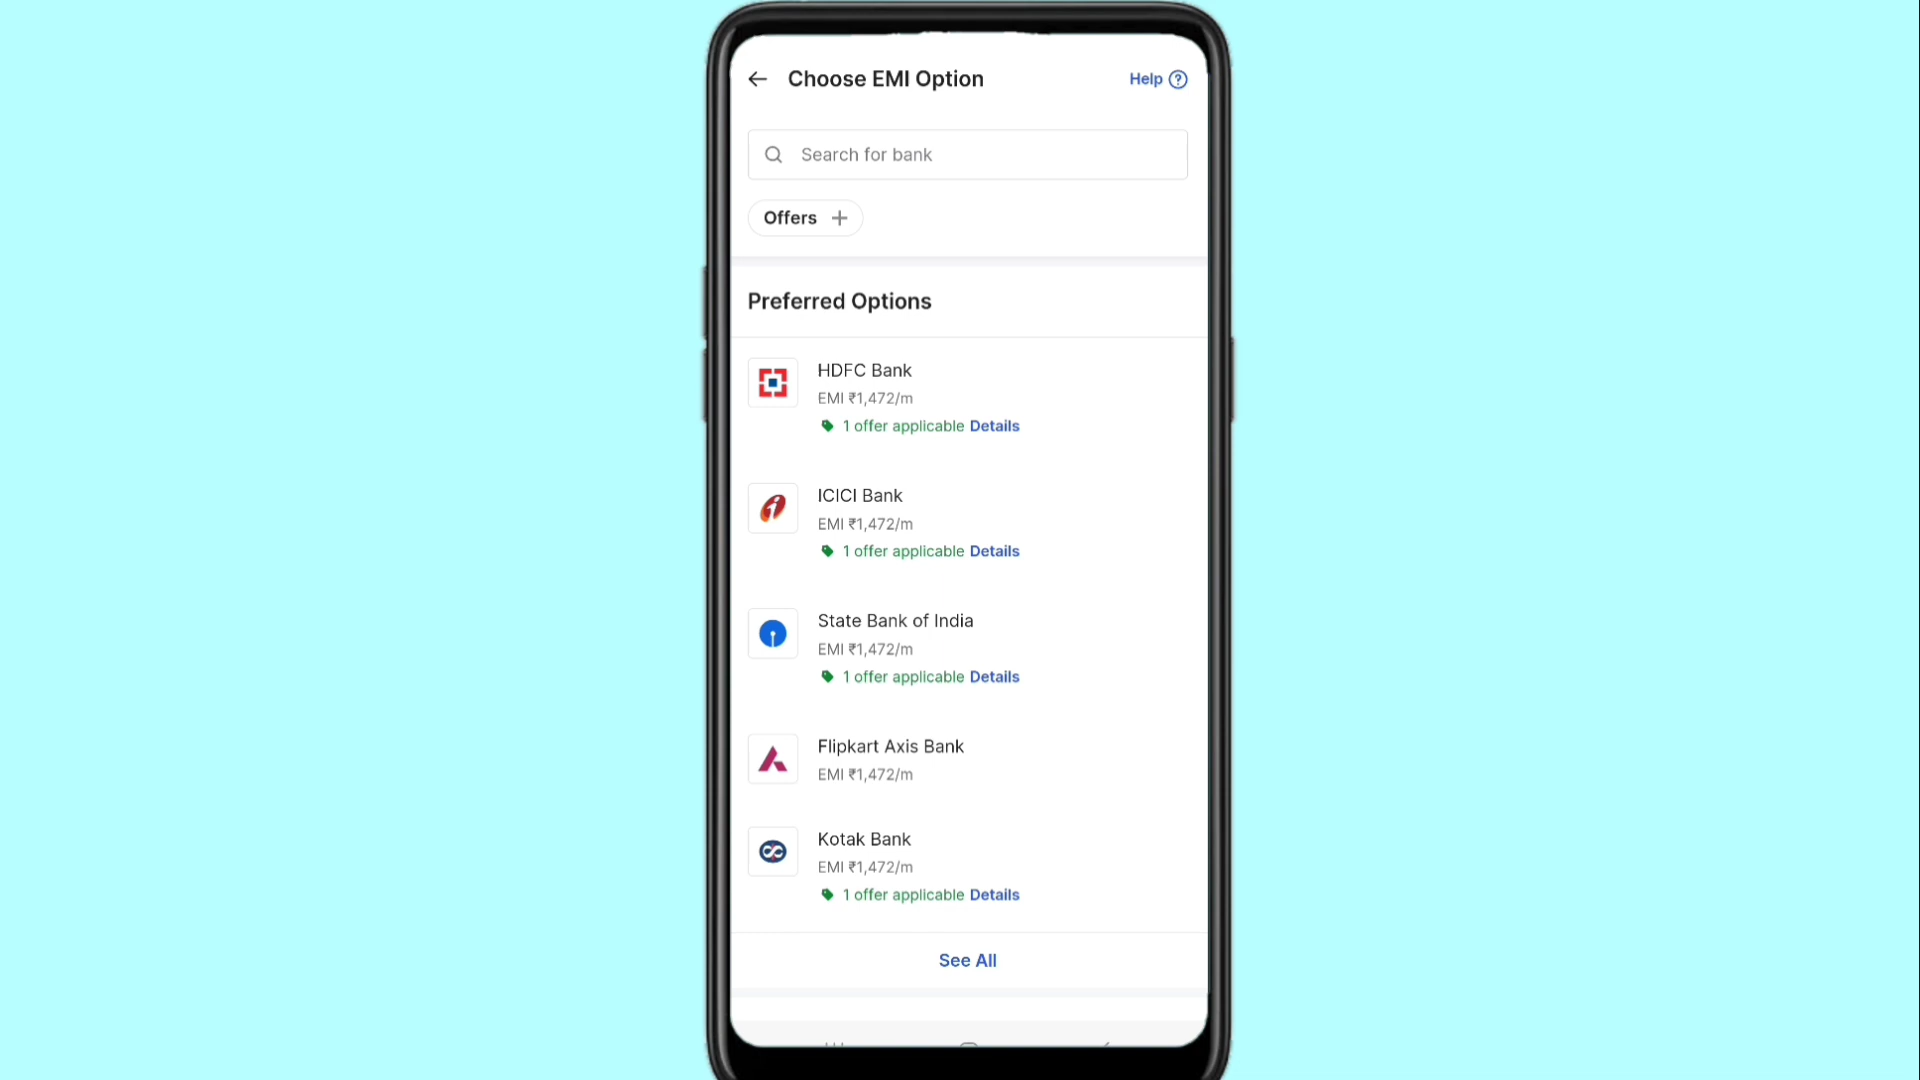 Choose EMI Option
Help ?
Search for bank
Offers +
Preferred Options
HDFC Bank
EMI ₹1,472/m
1 offer applicable Details
ICICI Bank
EMI ₹1,472/m
1 offer applicable Details
State Bank of India
EMI ₹1,472/m
1 offer applicable Details
Flipkart Axis Bank
EMI ₹1,472/m
Kotak Bank
EMI ₹1,472/m
1 offer applicable Details
See All